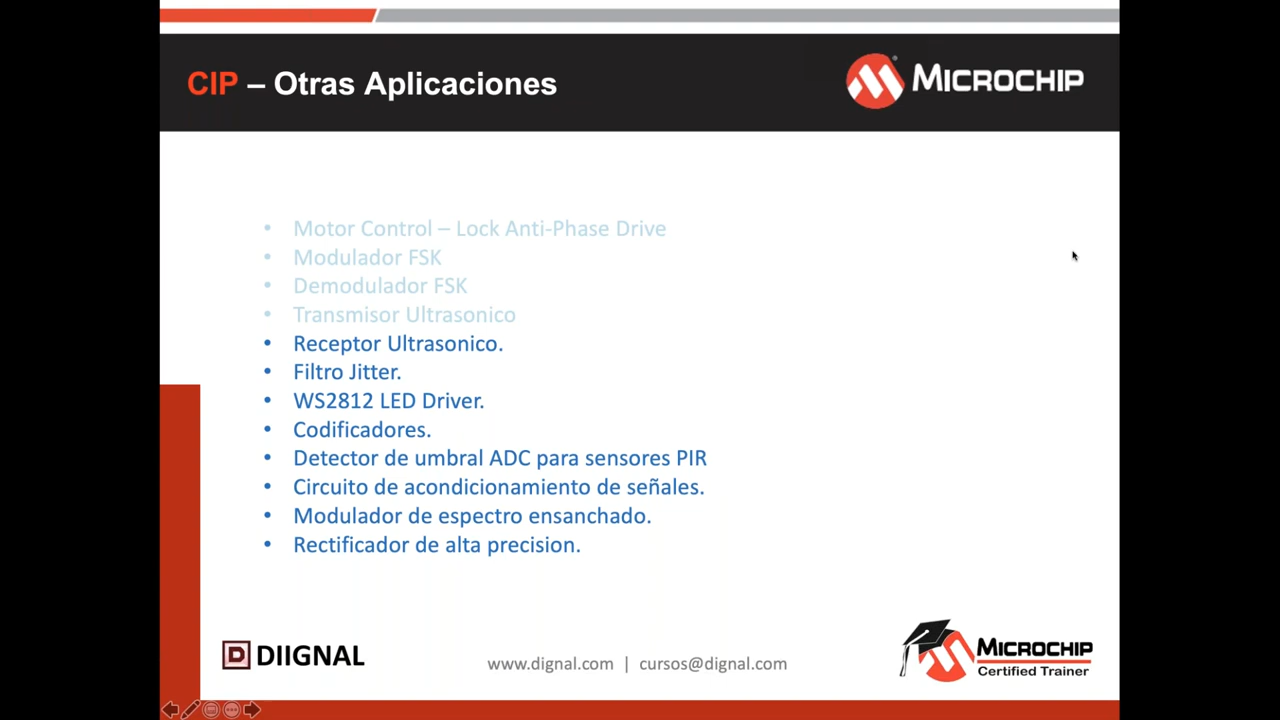 CIP – Otras Aplicaciones
MICROCHIP
• Motor Control – Lock Anti-Phase Drive
• Modulador FSK
• Demodulador FSK
• Transmisor Ultrasonico
• Receptor Ultrasonico.
• Filtro Jitter.
• WS2812 LED Driver.
• Codificadores.
• Detector de umbral ADC para sensores PIR
• Circuito de acondicionamiento de señales.
• Modulador de espectro ensanchado.
• Rectificador de alta precision.
D DIIGNAL
www.dignal.com | cursos@dignal.com
MICROCHIP
Certified Trainer